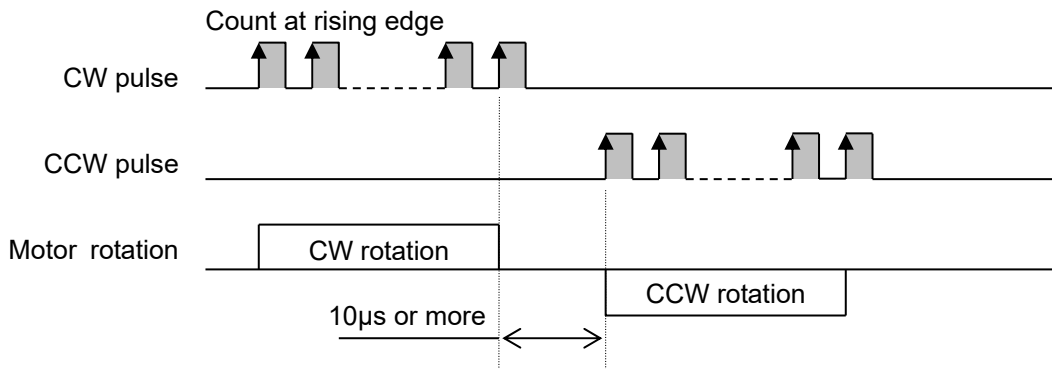 Count at rising edge
CW pulse
CCW pulse
Motor rotation
CW rotation
CCW rotation
10µs or more